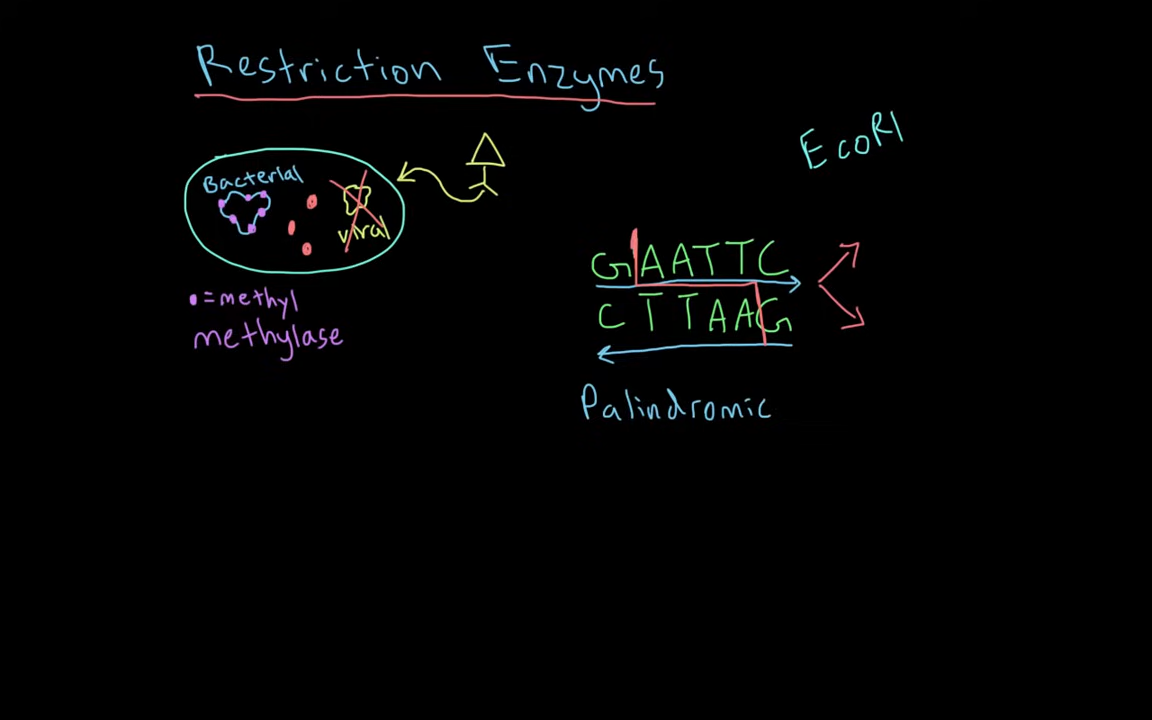 Restriction Enzymes
EcoRI
Bacterial
viral
GAATTC
CTTAAG
• = methyl
methylase
Palindromic